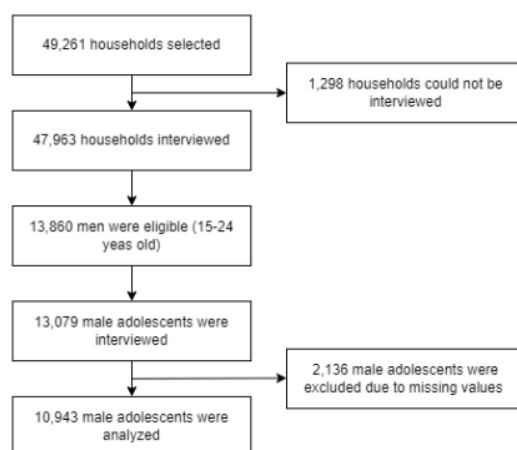 49,261 households selected
1,298 households could not be
interviewed
47,963 households interviewed
13,860 men were eligible (15-24
yeas old)
13,079 male adolescents were
interviewed
2,136 male adolescents were
excluded due to missing values
10,943 male adolescents were
analyzed